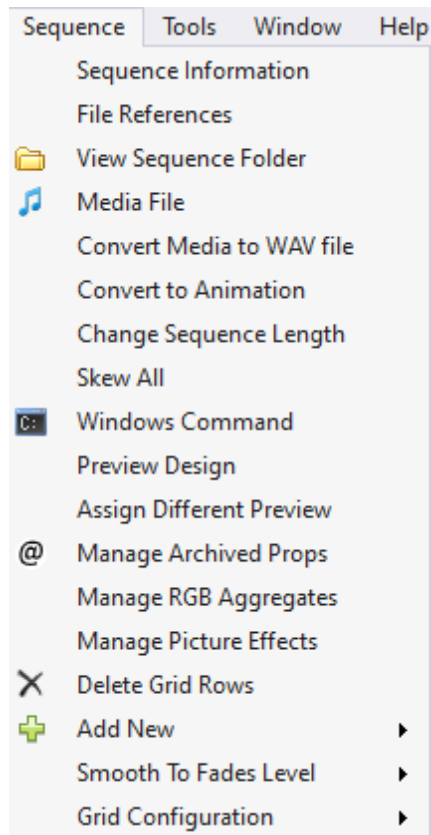 Sequence Tools Window Help
Sequence Information
File References
View Sequence Folder
Media File
Convert Media to WAV file
Convert to Animation
Change Sequence Length
Skew All
C:\ Windows Command
Preview Design
Assign Different Preview
@ Manage Archived Props
Manage RGB Aggregates
Manage Picture Effects
Delete Grid Rows
Add New
Smooth To Fades Level
Grid Configuration